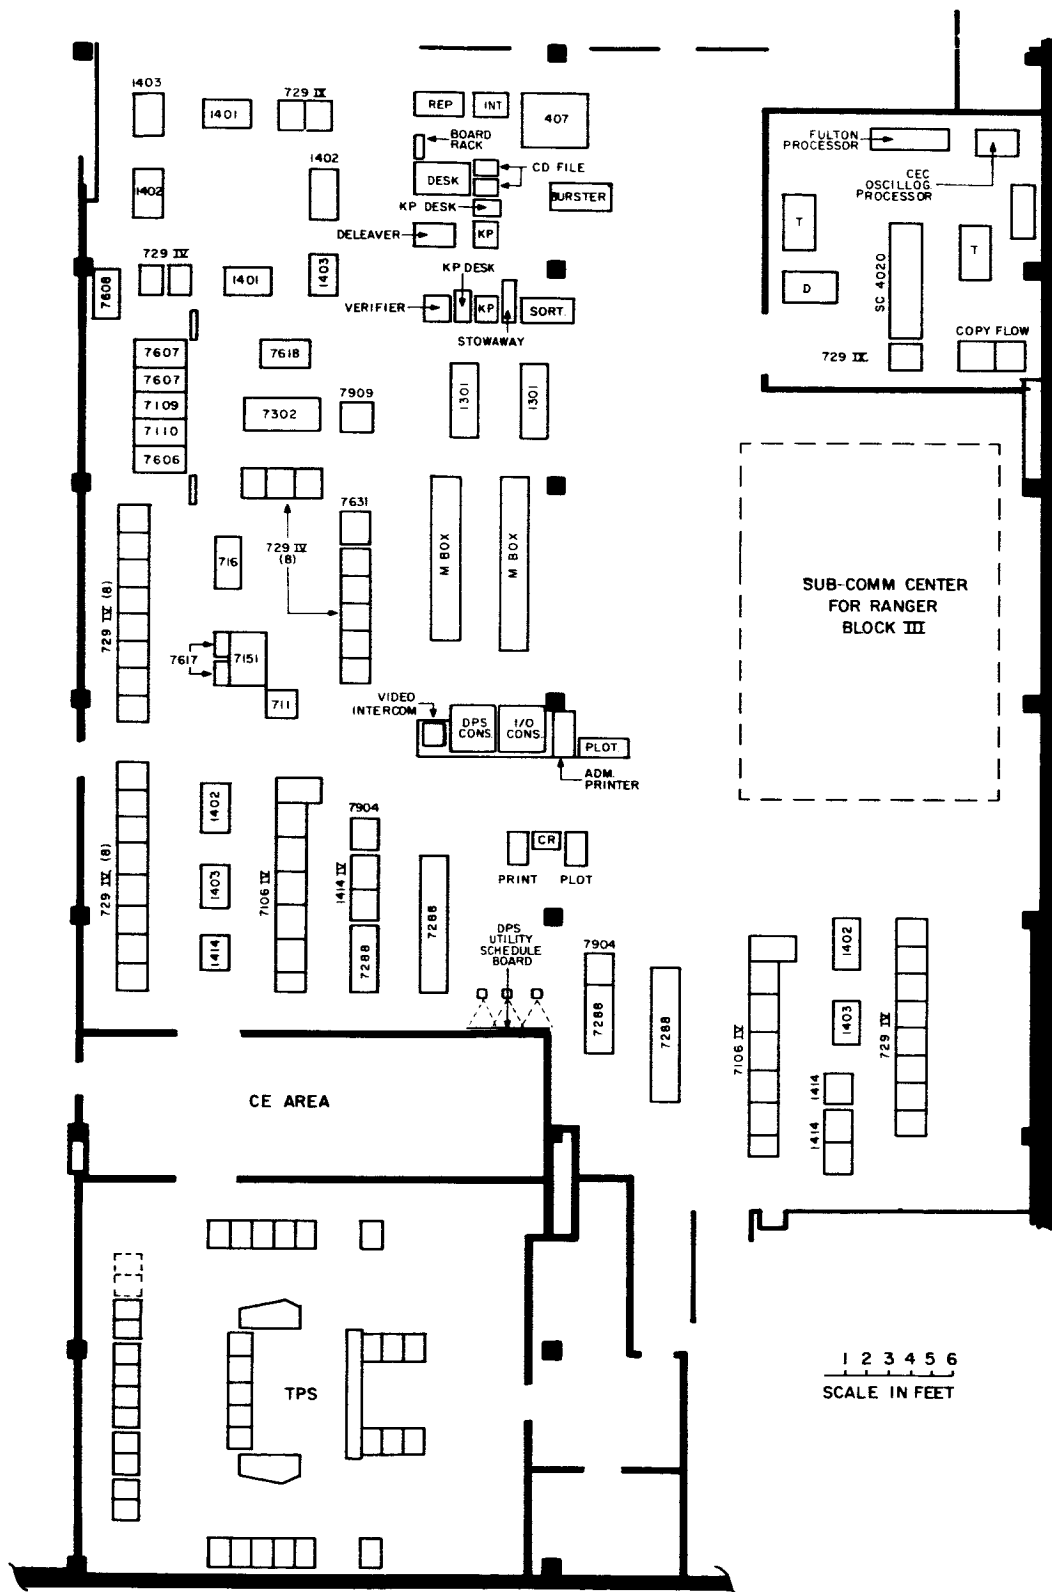 1403
1401
729 IV
REP
INT
407
BOARD
RACK
1402
1402
DESK
CD FILE
KP DESK
BURSTER
DELEAVER
KP
FULTON
PROCESSOR
CEC
OSCILLOG.
PROCESSOR
T
T
D
SC 4020
729 IV
COPY FLOW
7608
729 IV
1401
1403
KP DESK
VERIFIER
KP
SORT.
STOWAWAY
7607
7618
7607
7109
7302
7909
1301
1301
7110
7606
7631
729 IV (8)
716
729 IV
(8)
M BOX
M BOX
SUB-COMM CENTER
FOR RANGER
BLOCK III
7617
7151
711
VIDEO
INTERCOM
DPS
CONS.
I/O
CONS.
PLOT.
ADM.
PRINTER
729 IV (8)
1402
1403
1414
7106 IV
7904
1414 IV
7288
7288
CR
PRINT
PLOT
DPS
UTILITY
SCHEDULE
BOARD
7904
7288
7288
7106 IV
1402
1403
1414
1414
729 IV
CE AREA
TPS
1 2 3 4 5 6
SCALE IN FEET